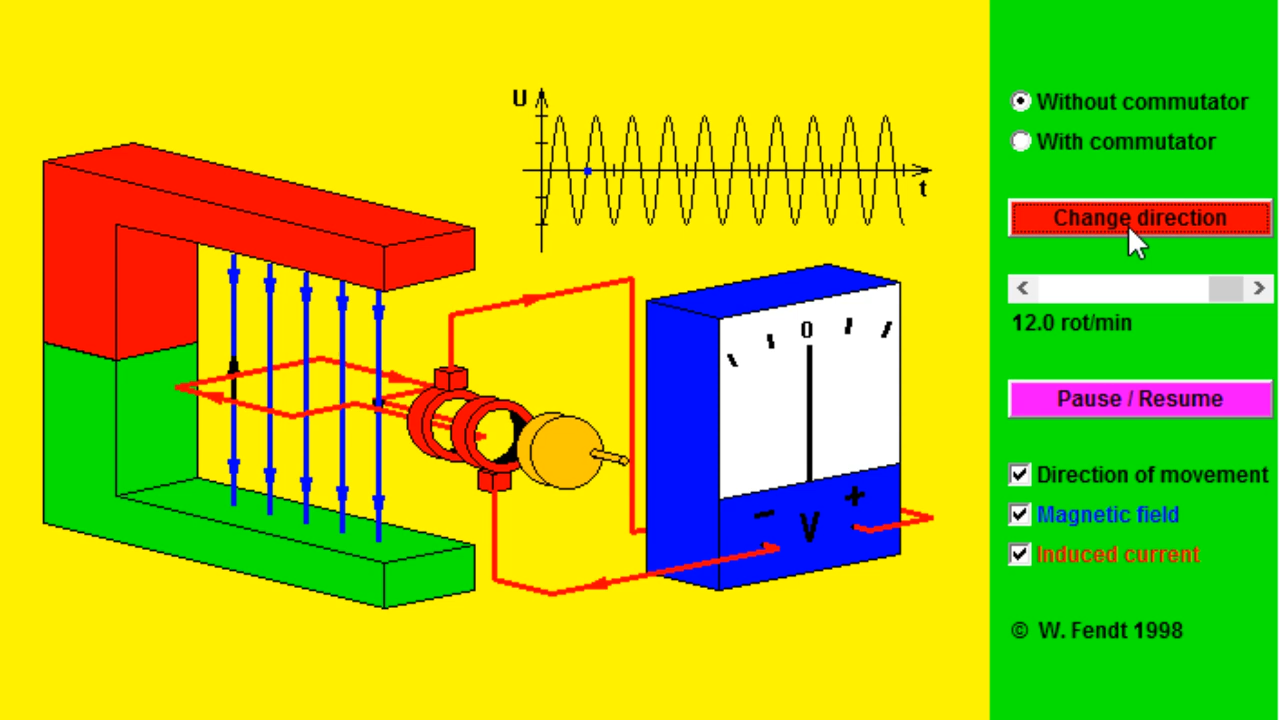 U
t
0
− V +
Without commutator
With commutator
Change direction
< >
12.0 rot/min
Pause / Resume
Direction of movement
Magnetic field
Induced current
© W. Fendt 1998